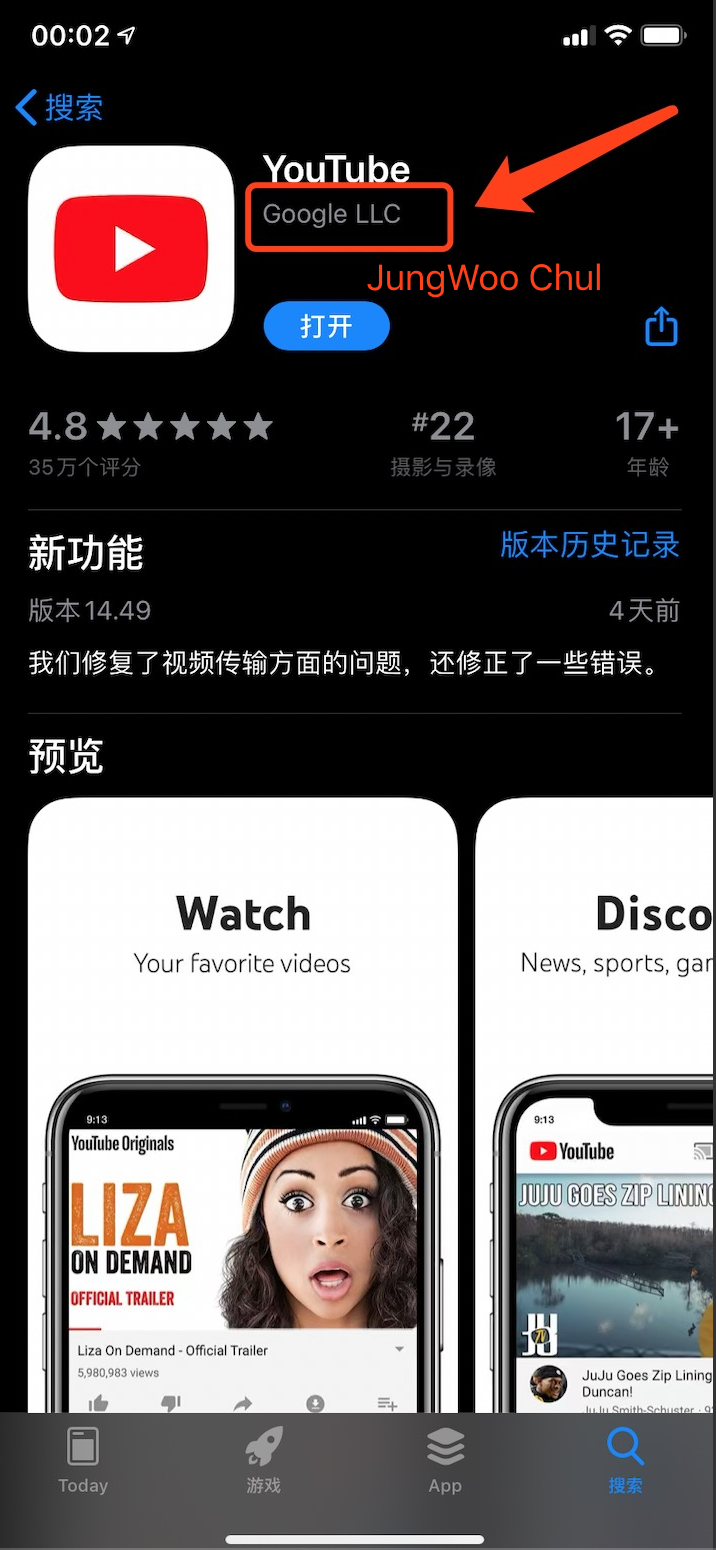 00:02
搜索
YouTube
Google LLC
JungWoo Chul
打开
4.8
#22
17+
35万个评分
摄影与录像
年龄
新功能
版本历史记录
版本14.49
4天前
我们修复了视频传输方面的问题，还修正了一些错误。
预览
Watch
Your favorite videos
9:13
YouTube Originals
LIZA
ON DEMAND
OFFICIAL TRAILER
Liza On Demand - Official Trailer
5,980,983 views
Disco
News, sports, gar
9:13
YouTube
JUJU GOES ZIP LINING
JuJu Goes Zip Lining
Duncan!
JuJu Smith-Schuster
Today
游戏
App
搜索